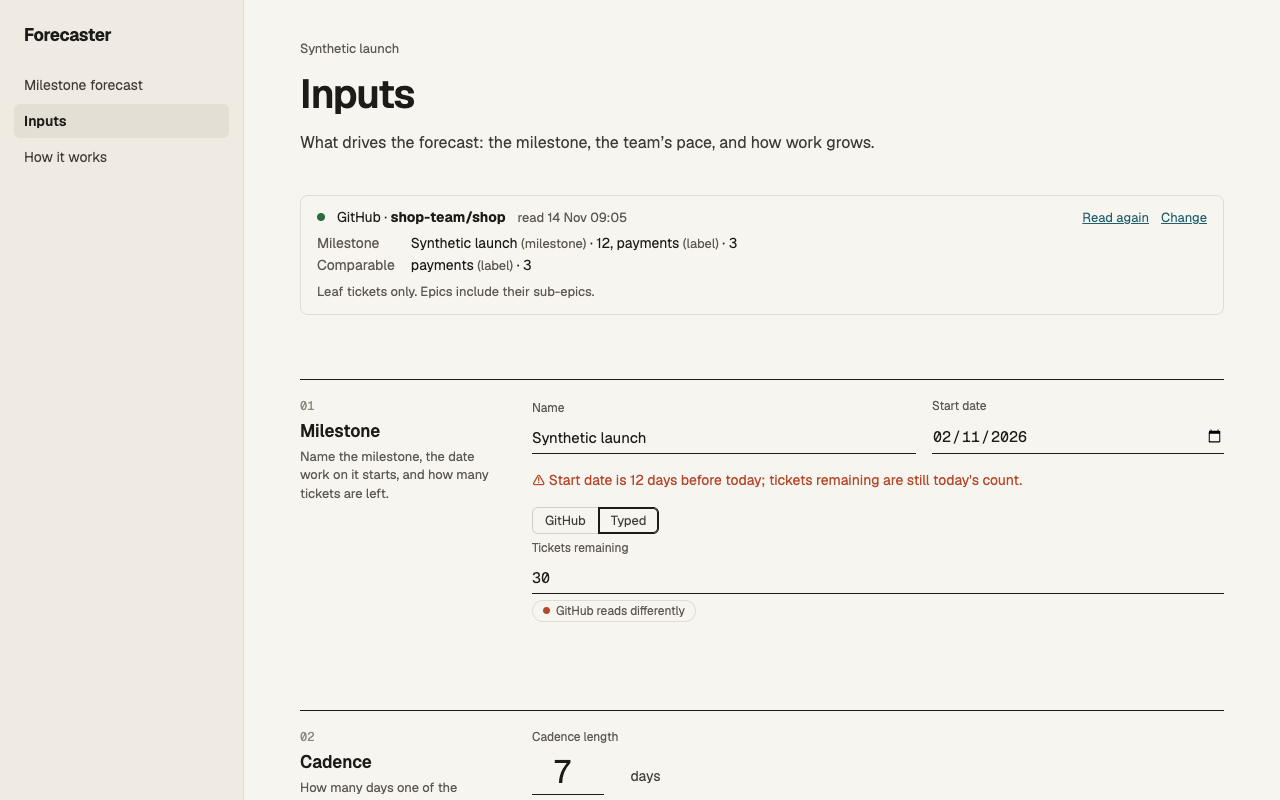 Forecaster
Milestone forecast
Inputs
How it works
Synthetic launch
Inputs
What drives the forecast: the milestone, the team’s pace, and how work grows.
GitHub · shop-team/shop read 14 Nov 09:05 Read again Change
Milestone Synthetic launch (milestone) · 12, payments (label) · 3
Comparable payments (label) · 3
Leaf tickets only. Epics include their sub-epics.
01
Milestone
Name the milestone, the date
work on it starts, and how many
tickets are left.
Name
Synthetic launch
Start date
02/11/2026
Start date is 12 days before today; tickets remaining are still today's count.
GitHub Typed
Tickets remaining
30
GitHub reads differently
02
Cadence
How many days one of the
Cadence length
7 days